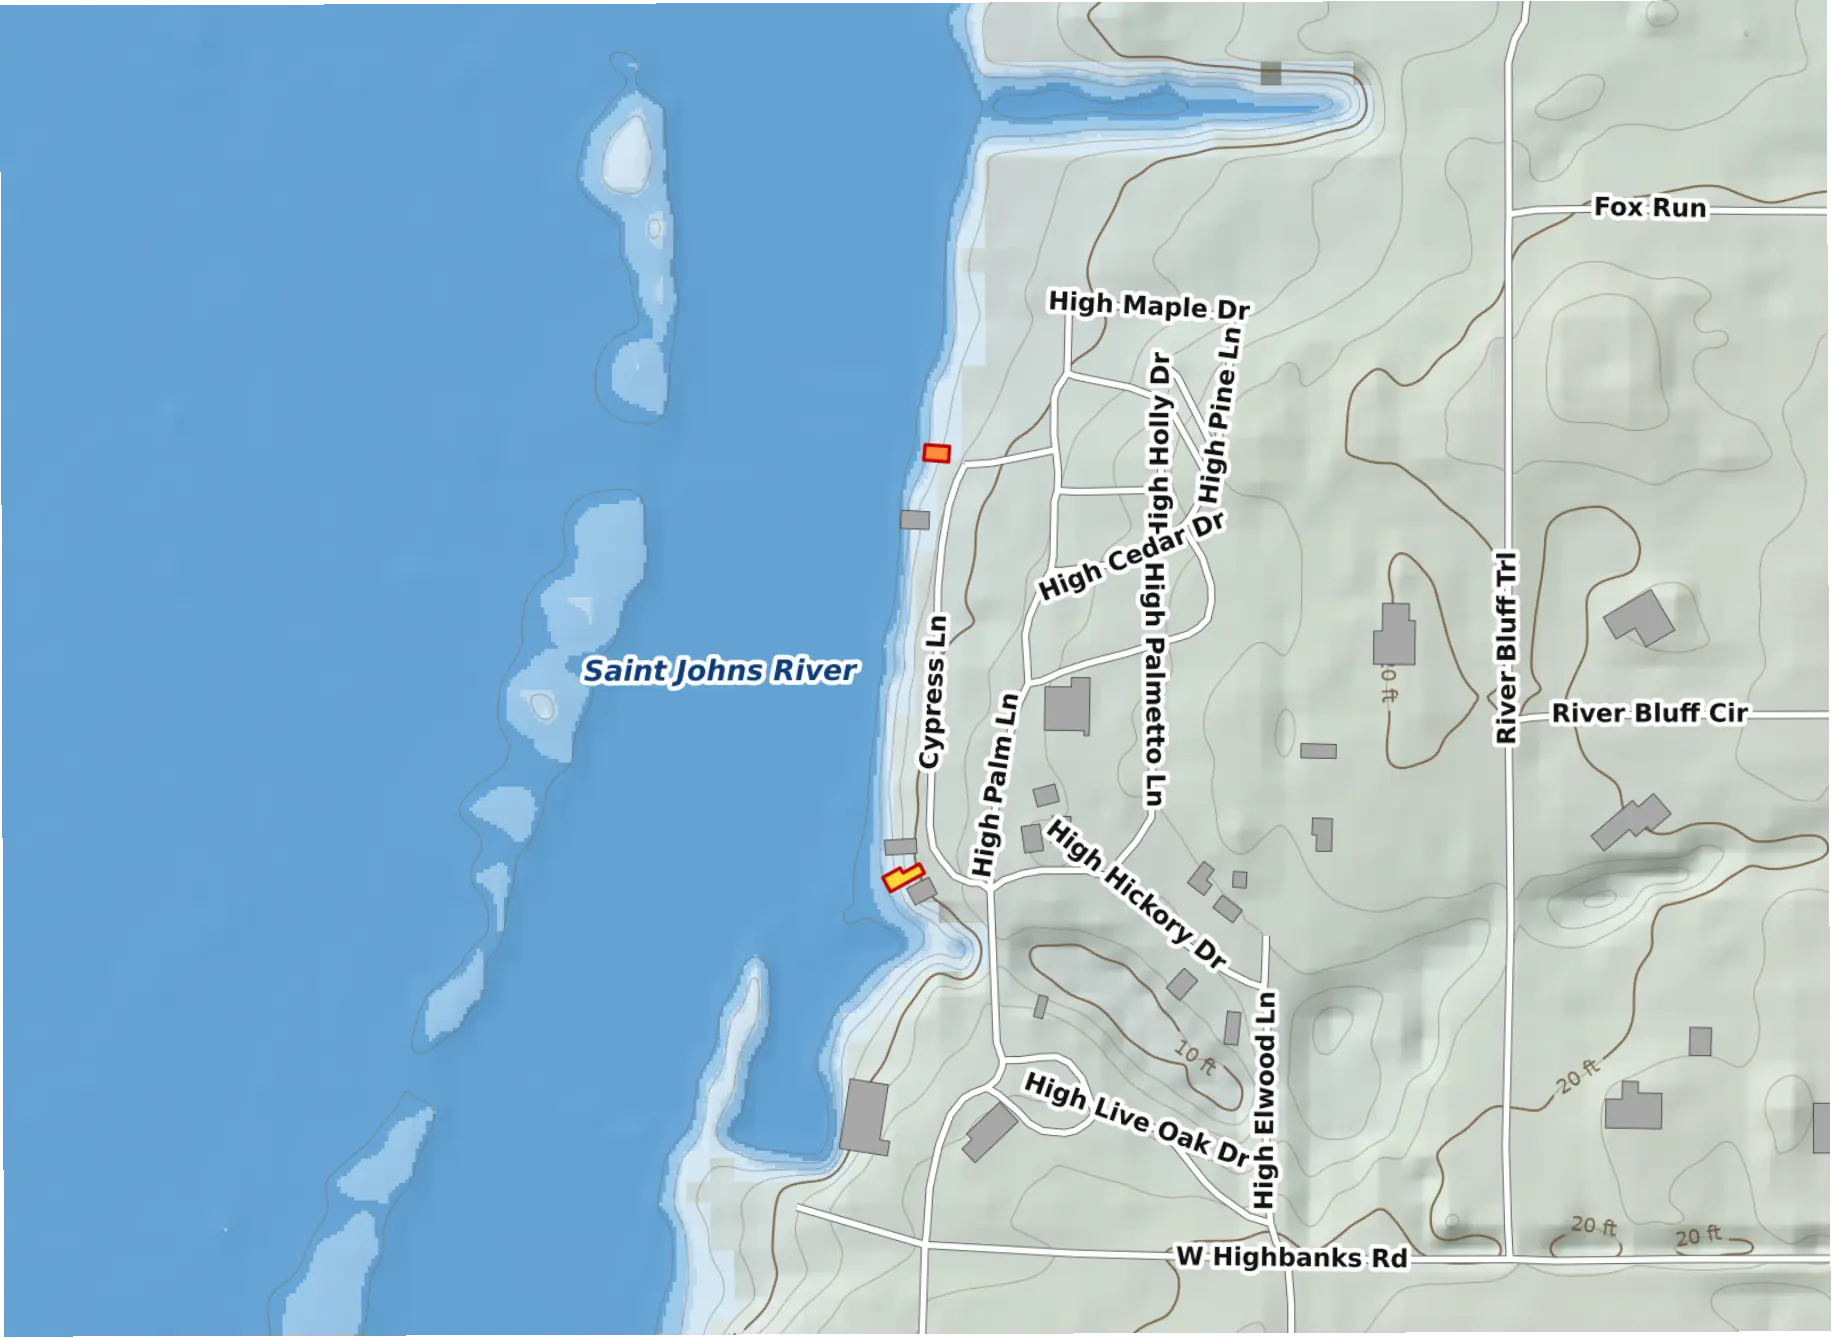 Fox Run
High Maple Dr
High Pine Ln
High Holly Dr
High
High Cedar Dr
High Palmetto Ln
River Bluff Trl
Cypress Ln
Saint Johns River
River Bluff Cir
High Palm Ln
High Hickory Dr
10 ft
20 ft
High Elwood Ln
High Live Oak Dr
20 ft
20 ft
W Highbanks Rd